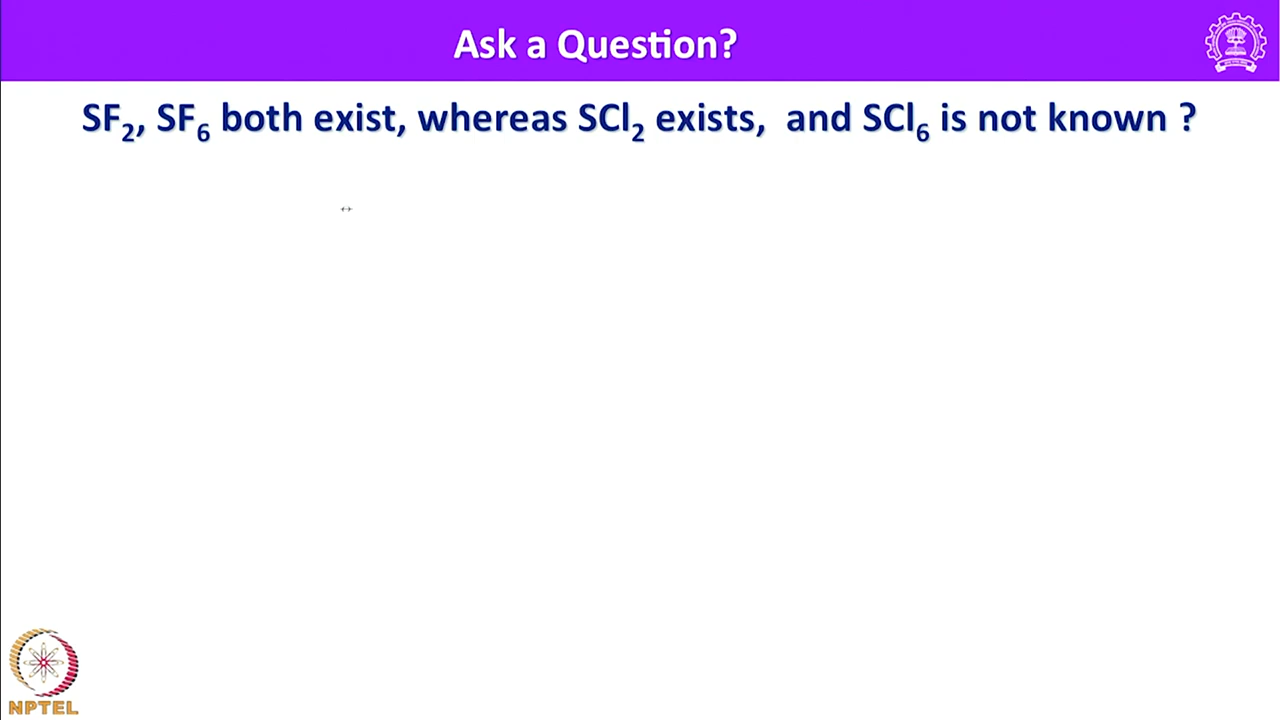 Ask a Question?
SF₂, SF₆ both exist, whereas SCl₂ exists, and SCl₆ is not known ?
NPTEL